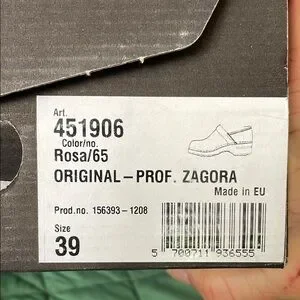 Art.
451906
Color/no.
Rosa/65
ORIGINAL-PROF. ZAGORA
Made in EU
Prod.no. 156393-1208
Size
39
5 700711 936555